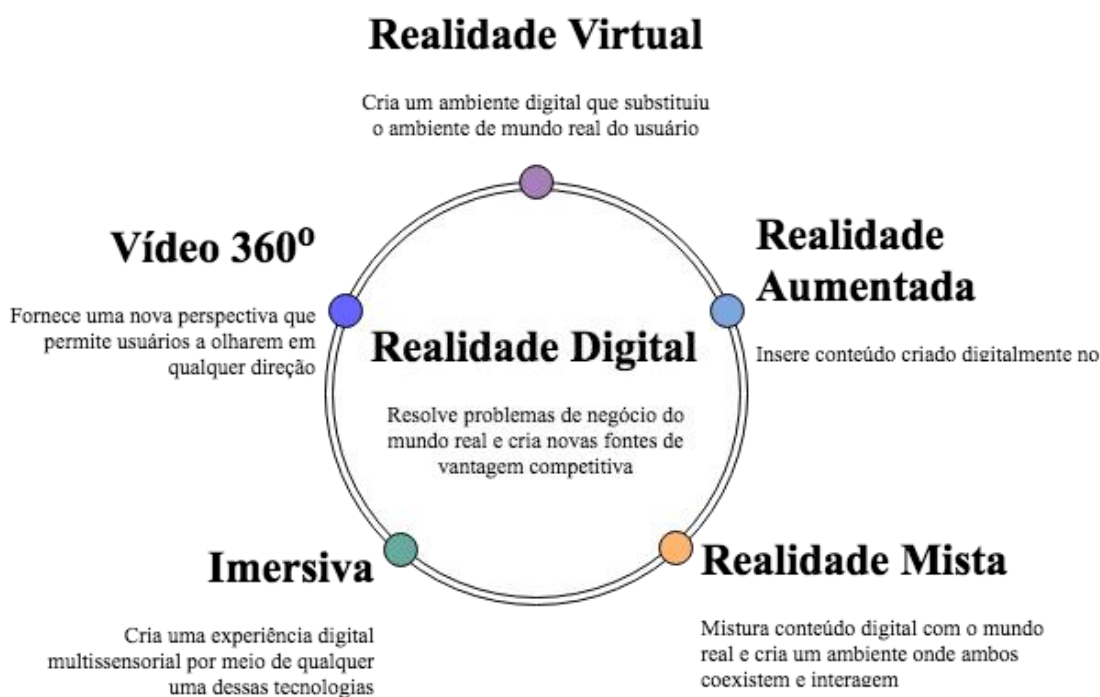 Realidade Virtual
Cria um ambiente digital que substituiu
o ambiente de mundo real do usuário
Vídeo 360º
Fornece uma nova perspectiva que
permite usuários a olharem em
qualquer direção
Realidade
Aumentada
Insere conteúdo criado digitalmente no
Realidade Digital
Resolve problemas de negócio do
mundo real e cria novas fontes de
vantagem competitiva
Imersiva
Cria uma experiência digital
multissensorial por meio de qualquer
uma dessas tecnologias
Realidade Mista
Mistura conteúdo digital com o mundo
real e cria um ambiente onde ambos
coexistem e interagem